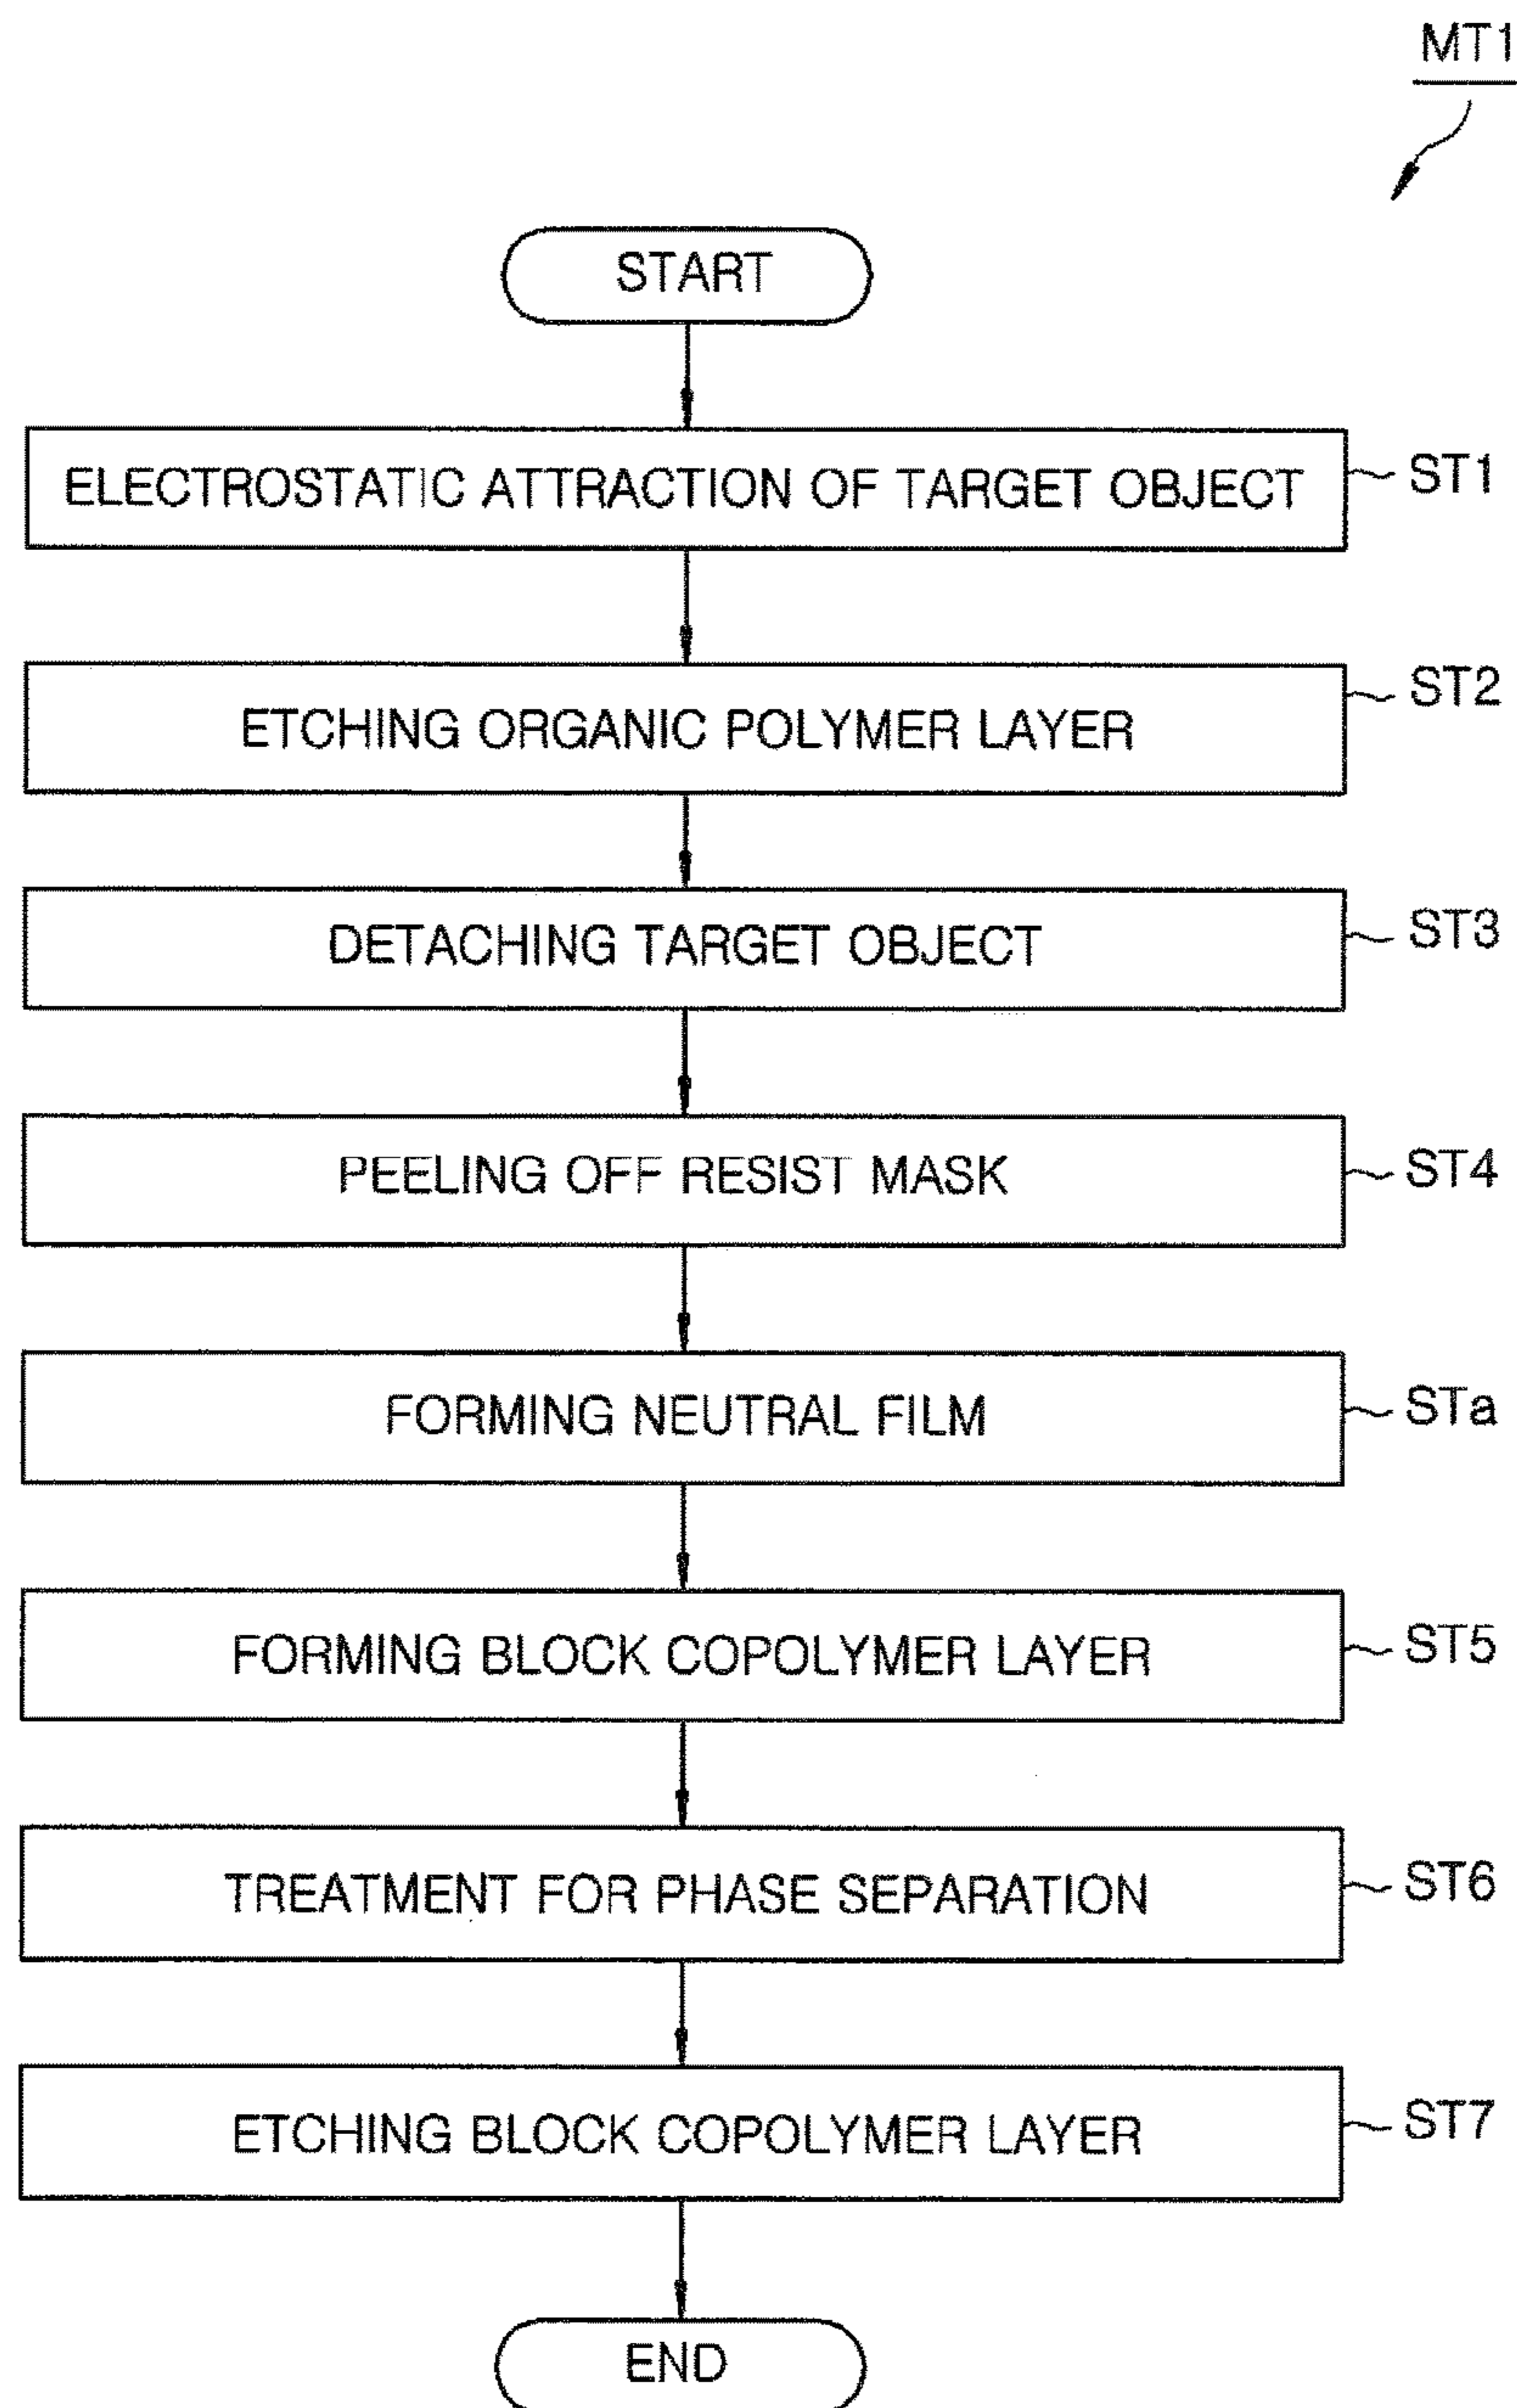 MT1
START
ELECTROSTATIC ATTRACTION OF TARGET OBJECT
ST1
ETCHING ORGANIC POLYMER LAYER
ST2
DETACHING TARGET OBJECT
ST3
PEELING OFF RESIST MASK
ST4
FORMING NEUTRAL FILM
STa
FORMING BLOCK COPOLYMER LAYER
ST5
TREATMENT FOR PHASE SEPARATION
ST6
ETCHING BLOCK COPOLYMER LAYER
ST7
END